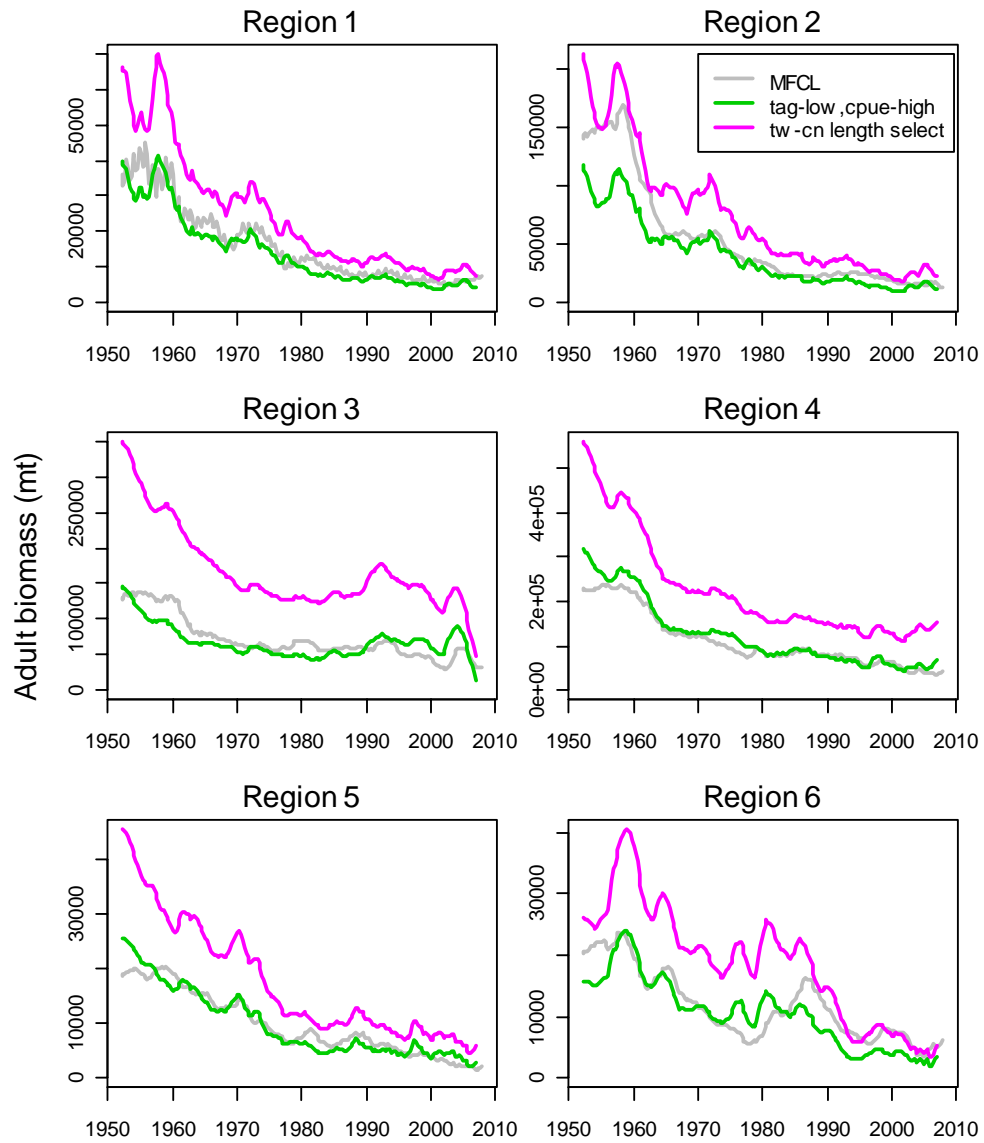 Region 1
Region 2
MFCL
tag-low ,cpue-high
tw -cn length select
0
20000
50000
1950 1960 1970 1980 1990 2000 2010
0
50000
150000
1950 1960 1970 1980 1990 2000 2010
Region 3
Region 4
Adult biomass (mt)
0
100000
250000
1950 1960 1970 1980 1990 2000 2010
0e+00
2e+05
4e+05
1950 1960 1970 1980 1990 2000 2010
Region 5
Region 6
0
10000
30000
1950 1960 1970 1980 1990 2000 2010
0
10000
30000
1950 1960 1970 1980 1990 2000 2010